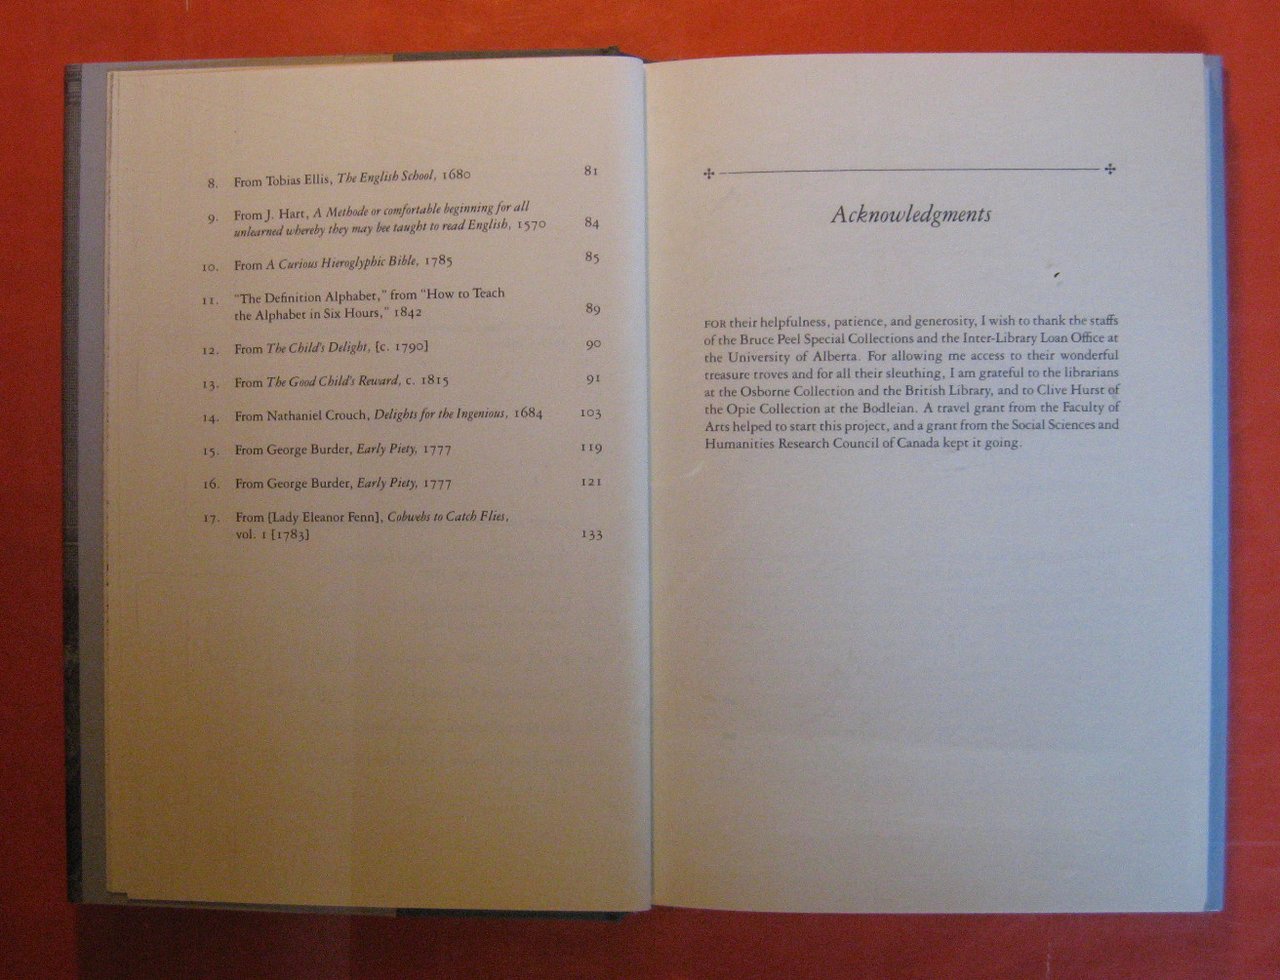 8. From Tobias Ellis, The English School, 1680 81
9. From J. Hart, A Methode or comfortable beginning for all
unlearned whereby they may bee taught to read English, 1570 84
10. From A Curious Hieroglyphic Bible, 1785 85
11. "The Definition Alphabet," from "How to Teach
the Alphabet in Six Hours," 1842 89
12. From The Child's Delight, [c. 1790] 90
13. From The Good Child's Reward, c. 1815 91
14. From Nathaniel Crouch, Delights for the Ingenious, 1684 103
15. From George Burder, Early Piety, 1777 119
16. From George Burder, Early Piety, 1777 121
17. From [Lady Eleanor Fenn], Cobwebs to Catch Flies,
vol. 1 [1783] 133
Acknowledgments
FOR their helpfulness, patience, and generosity, I wish to thank the staffs
of the Bruce Peel Special Collections and the Inter-Library Loan Office at
the University of Alberta. For allowing me access to their wonderful
treasure troves and for all their sleuthing, I am grateful to the librarians
at the Osborne Collection and the British Library, and to Clive Hurst of
the Opie Collection at the Bodleian. A travel grant from the Faculty of
Arts helped to start this project, and a grant from the Social Sciences and
Humanities Research Council of Canada kept it going.